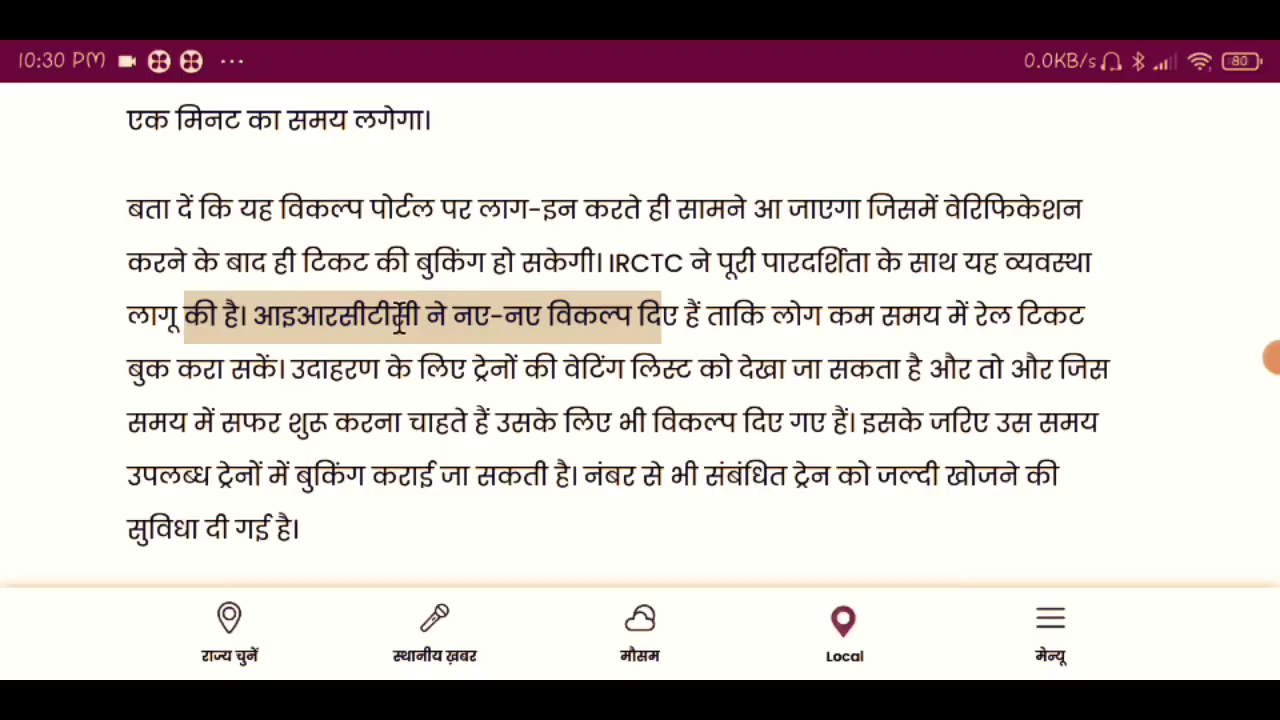 10:30 PM ... 0.0KB/s 80
एक मिनट का समय लगेगा।
बता दें कि यह विकल्प पोर्टल पर लाग-इन करते ही सामने आ जाएगा जिसमें वेरिफिकेशन
करने के बाद ही टिकट की बुकिंग हो सकेगी। IRCTC ने पूरी पारदर्शिता के साथ यह व्यवस्था
लागू की है। आइआरसीटीसी ने नए-नए विकल्प दिए हैं ताकि लोग कम समय में रेल टिकट
बुक करा सकें। उदाहरण के लिए ट्रेनों की वेटिंग लिस्ट को देखा जा सकता है और तो और जिस
समय में सफर शुरू करना चाहते हैं उसके लिए भी विकल्प दिए गए हैं। इसके जरिए उस समय
उपलब्ध ट्रेनों में बुकिंग कराई जा सकती है। नंबर से भी संबंधित ट्रेन को जल्दी खोजने की
सुविधा दी गई है।
राज्य चुनें स्थानीय ख़बर मौसम Local मेन्यू